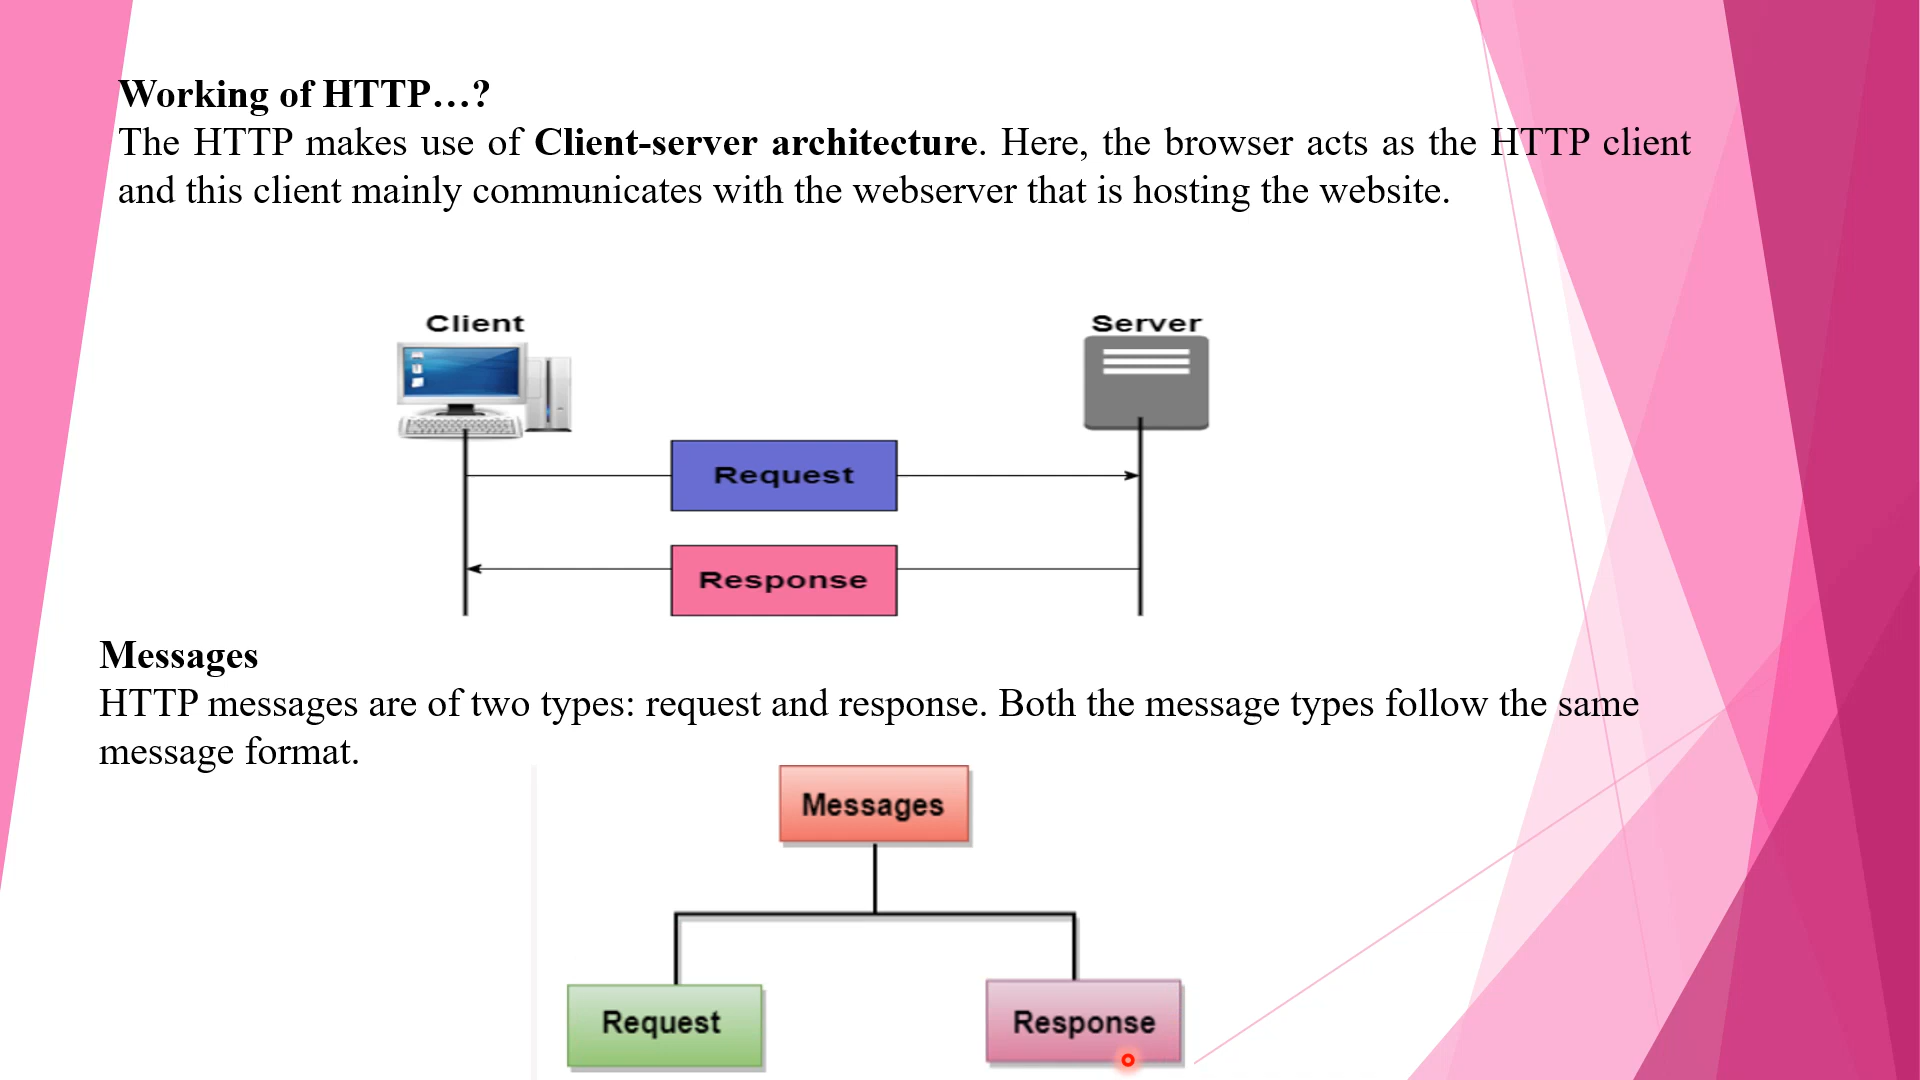 Working of HTTP…?
The HTTP makes use of Client-server architecture. Here, the browser acts as the HTTP client
and this client mainly communicates with the webserver that is hosting the website.
Client
Server
Request
Response
Messages
HTTP messages are of two types: request and response. Both the message types follow the same
message format.
Messages
Request
Response